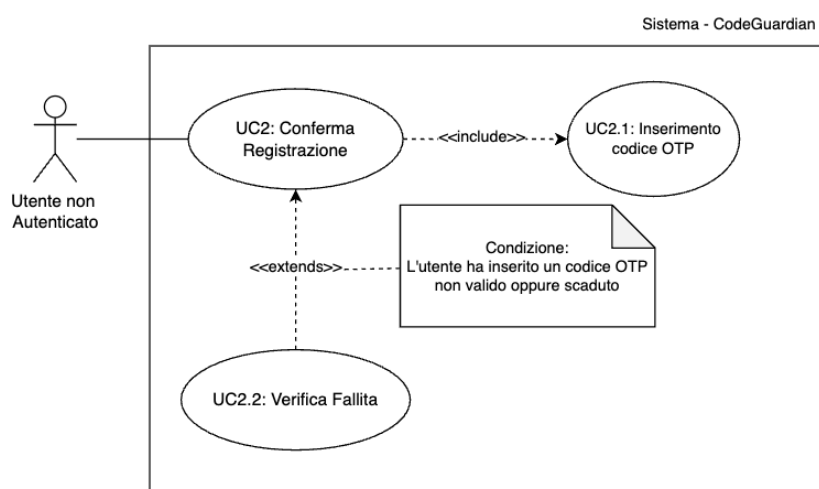 Sistema - CodeGuardian
UC2: Conferma
Registrazione
<<include>>
UC2.1: Inserimento
codice OTP
Utente non
Autenticato
<<extends>>
Condizione:
L'utente ha inserito un codice OTP
non valido oppure scaduto
UC2.2: Verifica Fallita